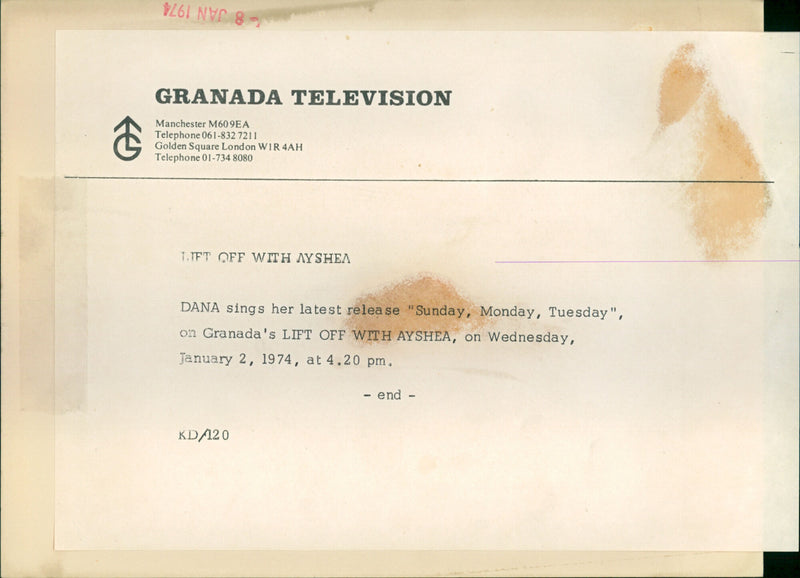 - 8 JAN 1974
GRANADA TELEVISION
Manchester M60 9EA
Telephone 061-832 7211
Golden Square London W1R 4AH
Telephone 01-734 8080
LIFT OFF WITH AYSHEA
DANA sings her latest release "Sunday, Monday, Tuesday",
on Granada's LIFT OFF WITH AYSHEA, on Wednesday,
January 2, 1974, at 4.20 pm.
- end -
KD/120